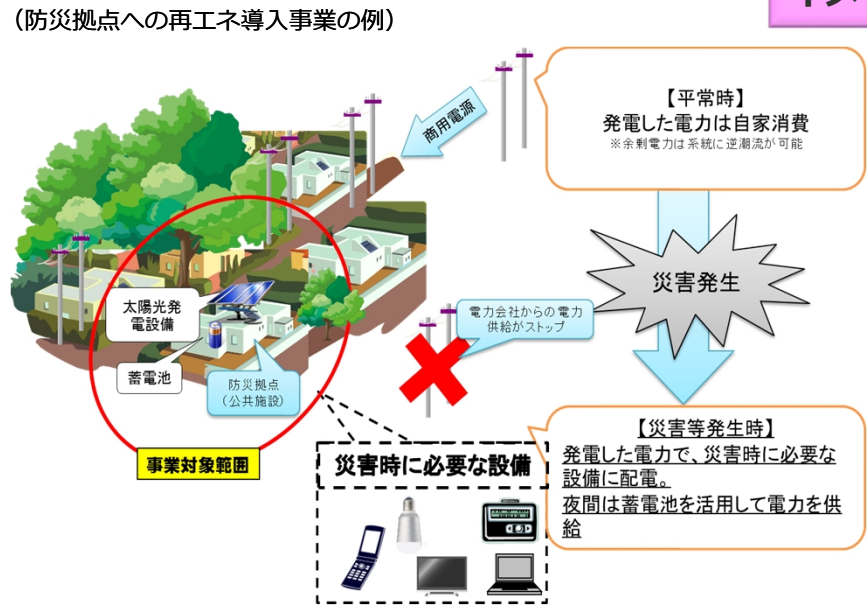 （防災拠点への再エネ導入事業の例）
商用電源
【平常時】
発電した電力は自家消費
※余剰電力は系統に逆潮流が可能
災害発生
太陽光発
電設備
蓄電池
防災拠点
（公共施設）
電力会社からの電力
供給がストップ
事業対象範囲
災害時に必要な設備
【災害等発生時】
発電した電力で、災害時に必要な
設備に配電。
夜間は蓄電池を活用して電力を供
給